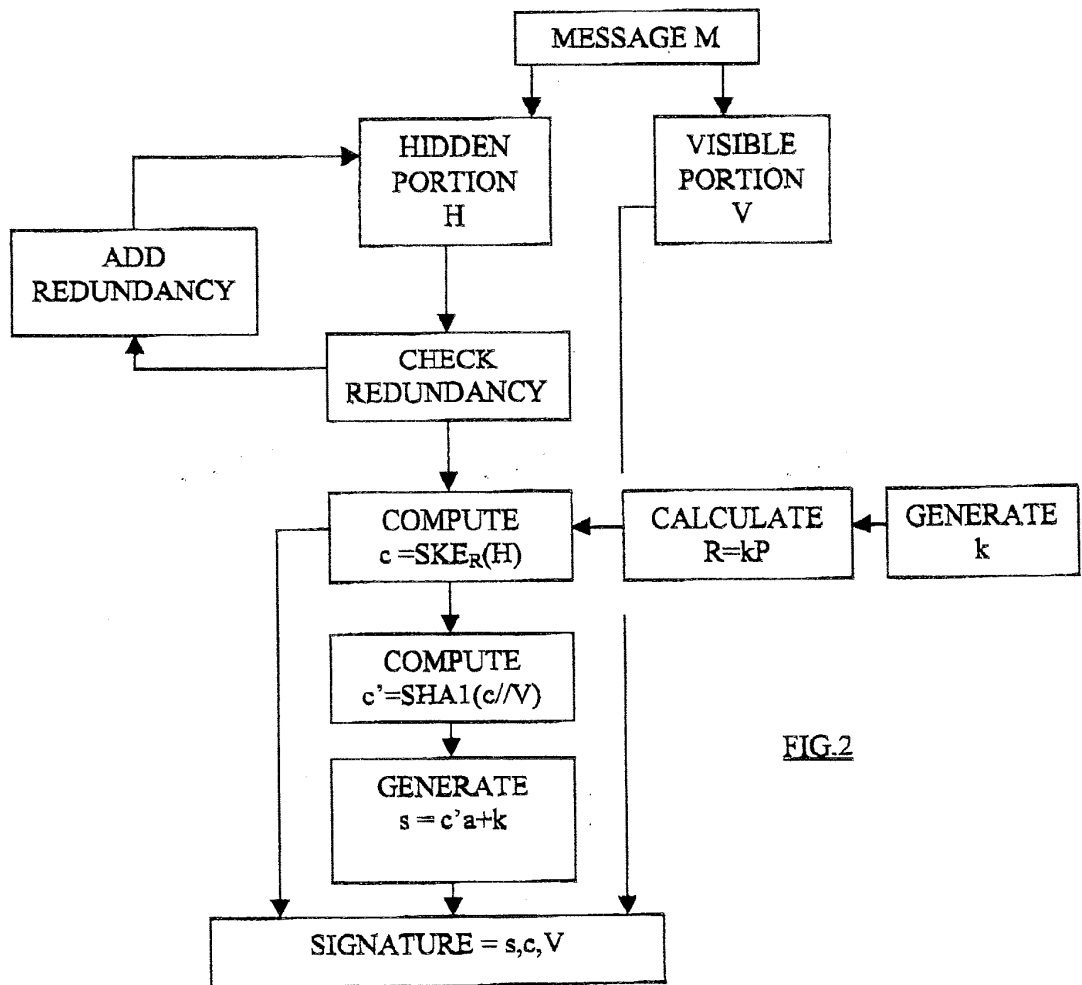 MESSAGE M
HIDDEN
PORTION
H
VISIBLE
PORTION
V
ADD
REDUNDANCY
CHECK
REDUNDANCY
COMPUTE
c =SKE_R(H)
CALCULATE
R=kP
GENERATE
k
COMPUTE
c'=SHA1(c//V)
GENERATE
s = c'a+k
FIG.2
SIGNATURE = s,c,V